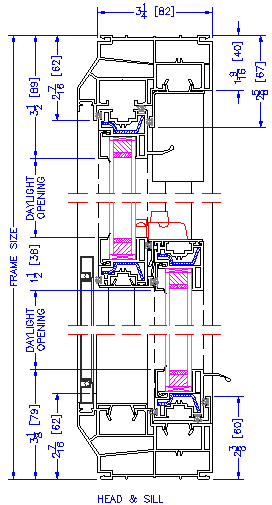 3 1/4 [82]
3 1/2 [89]
2 7/16 [62]
1 9/16 [40]
2 5/8 [67]
DAYLIGHT
OPENING
FRAME SIZE
1 1/2 [38]
DAYLIGHT
OPENING
3 1/8 [79]
2 7/16 [62]
2 3/8 [60]
HEAD & SILL